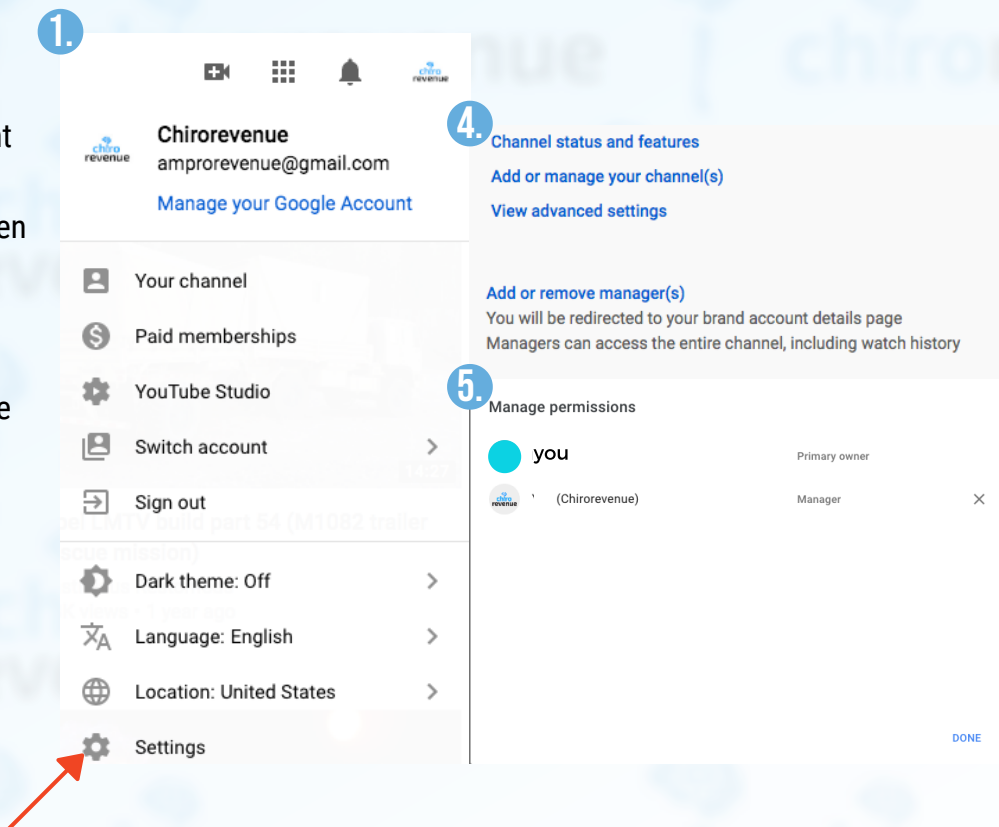 1.
chiro
revenue
Chirorevenue
amprorevenue@gmail.com
Manage your Google Account
Your channel
Paid memberships
YouTube Studio
Switch account
Sign out
Dark theme: Off
Language: English
Location: United States
Settings
4.
Channel status and features
Add or manage your channel(s)
View advanced settings
Add or remove manager(s)
You will be redirected to your brand account details page
Managers can access the entire channel, including watch history
5.
Manage permissions
you Primary owner
(Chirorevenue) Manager
DONE